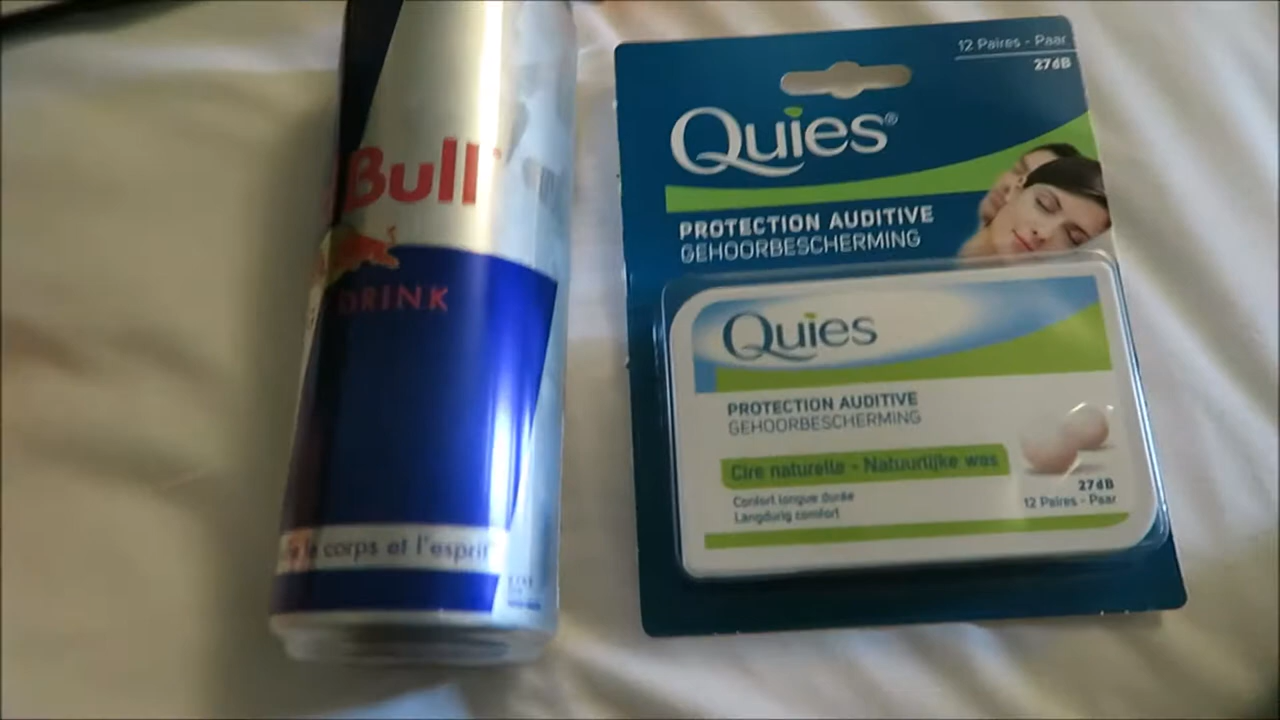 Bull
DRINK
le corps et l'esprit
12 Paires - Paar
27dB
Quies®
PROTECTION AUDITIVE
GEHOORBESCHERMING
Quies
PROTECTION AUDITIVE
GEHOORBESCHERMING
Cire naturelle - Natuurlijke was
Confort longue durée
Langdurig comfort
27dB
12 Paires - Paar